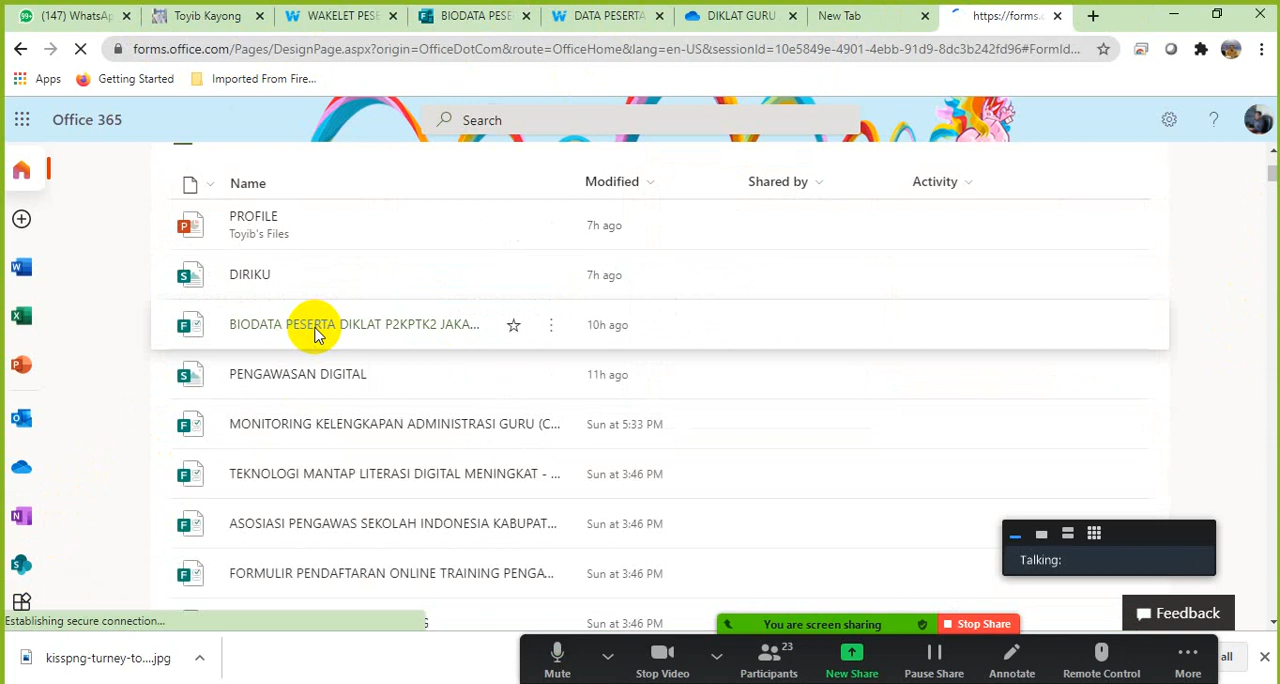 (147) WhatsAp
Toyib Kayong
WAKELET PESE
BIODATA PESE
DATA PESERTA
DIKLAT GURU
New Tab
https://forms.
forms.office.com/Pages/DesignPage.aspx?origin=OfficeDotCom&route=OfficeHome&lang=en-US&sessionId=10e5849e-4901-4ebb-91d9-8dc3b242fd96#FormId...
Apps
Getting Started
Imported From Fire...
Office 365
Search
Name
Modified
Shared by
Activity
PROFILE
Toyib's Files
7h ago
DIRIKU
7h ago
BIODATA PESERTA DIKLAT P2KPTK2 JAKA...
10h ago
PENGAWASAN DIGITAL
11h ago
MONITORING KELENGKAPAN ADMINISTRASI GURU (C...
Sun at 5:33 PM
TEKNOLOGI MANTAP LITERASI DIGITAL MENINGKAT - ...
Sun at 3:46 PM
ASOSIASI PENGAWAS SEKOLAH INDONESIA KABUPAT...
Sun at 3:46 PM
FORMULIR PENDAFTARAN ONLINE TRAINING PENGA...
Sun at 3:46 PM
Talking:
Feedback
Establishing secure connection...
You are screen sharing
Stop Share
kisspng-turney-to....jpg
Mute
Stop Video
23
Participants
New Share
Pause Share
Annotate
Remote Control
More
all